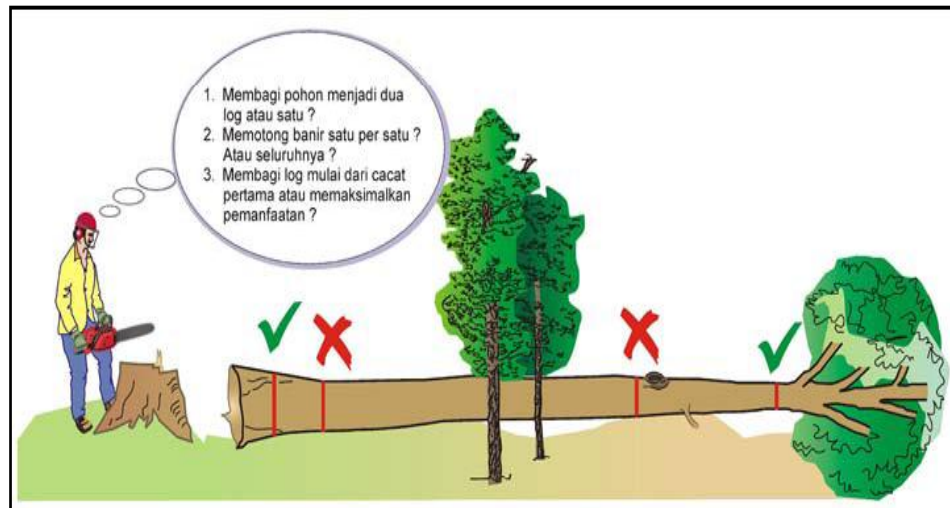 1. Membagi pohon menjadi dua
log atau satu ?
2. Memotong banir satu per satu ?
Atau seluruhnya ?
3. Membagi log mulai dari cacat
pertama atau memaksimalkan
pemanfaatan ?